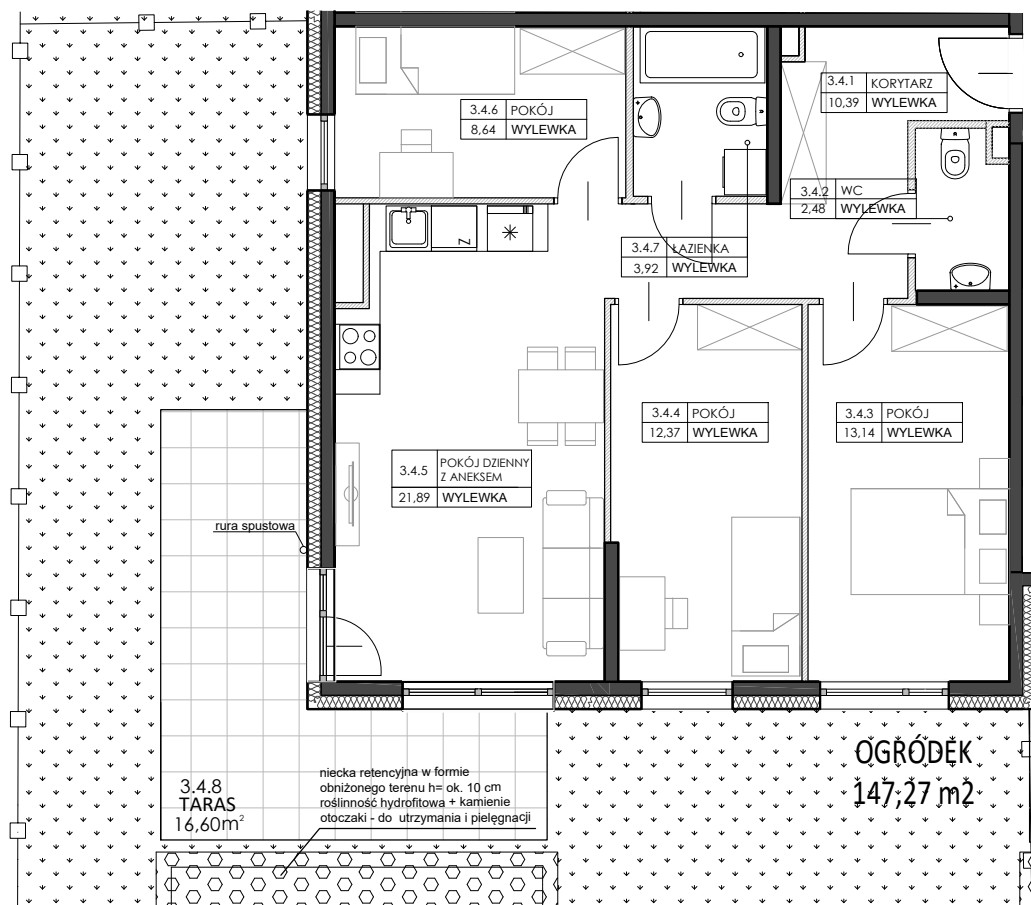 3.4.1 KORYTARZ
10,39 WYLEWKA
3.4.6 POKÓJ
8,64 WYLEWKA
3.4.2 WC
2,48 WYLEWKA
3.4.7 ŁAZIENKA
3,92 WYLEWKA
Z
3.4.4 POKÓJ
12,37 WYLEWKA
3.4.3 POKÓJ
13,14 WYLEWKA
3.4.5 POKÓJ DZIENNY
Z ANEKSEM
21,89 WYLEWKA
rura spustowa
OGRÓDEK
147,27 m2
3.4.8
TARAS
16,60m²
niecka retencyjna w formie
obniżonego terenu h= ok. 10 cm
roślinność hydrofitowa + kamienie
otoczaki - do utrzymania i pielęgnacji